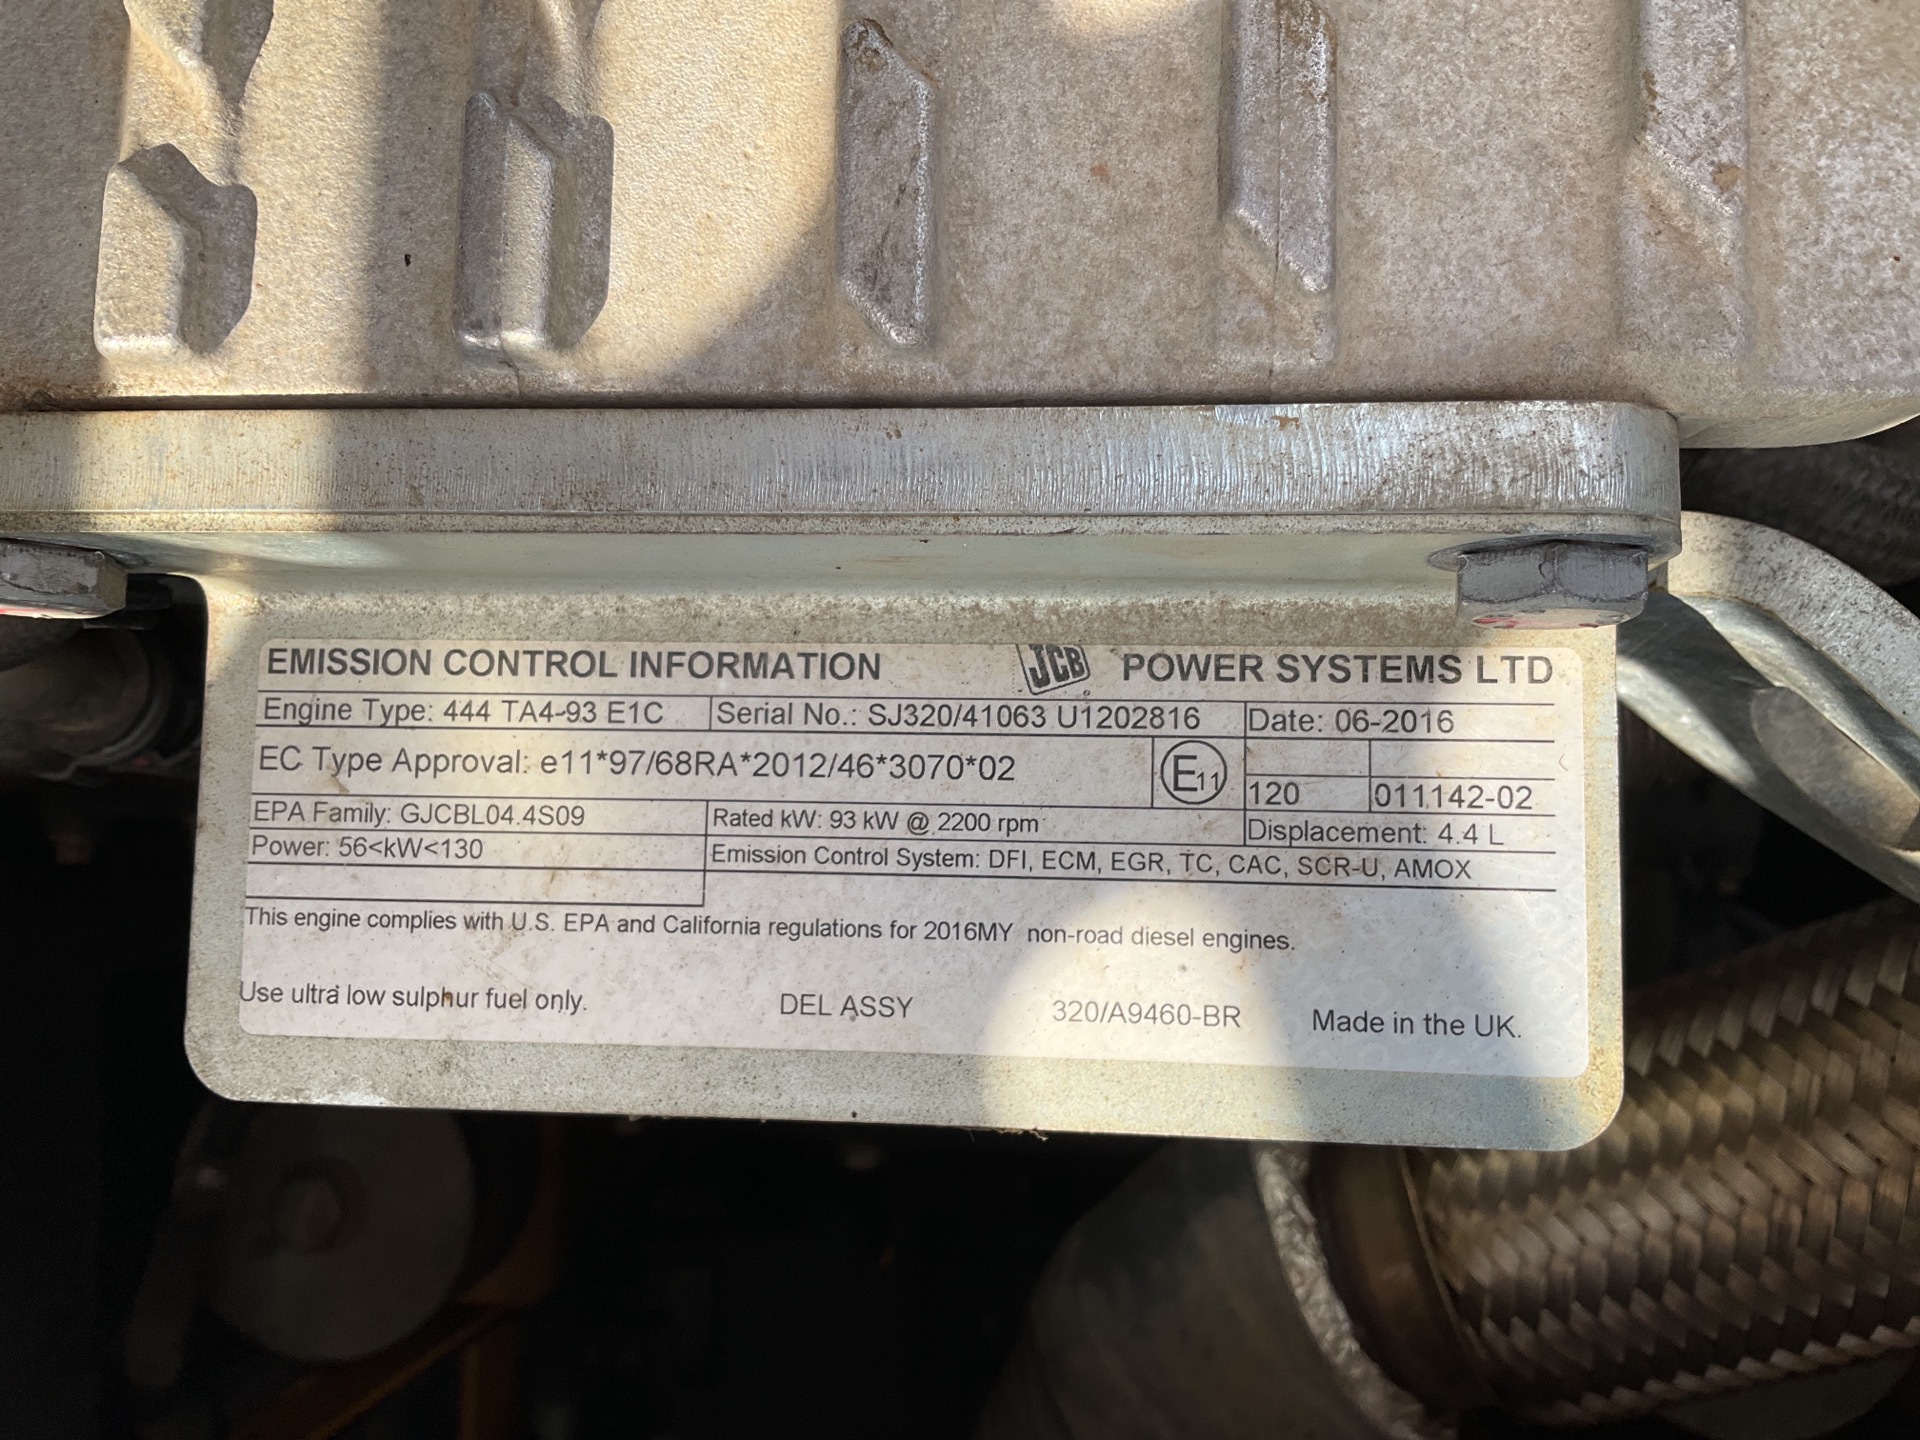 EMISSION CONTROL INFORMATION JCB POWER SYSTEMS LTD
Engine Type: 444 TA4-93 E1C Serial No.: SJ320/41063 U1202816 Date: 06-2016
EC Type Approval: e11*97/68RA*2012/46*3070*02 E11
120 011142-02
EPA Family: GJCBL04.4S09 Rated kW: 93 kW @ 2200 rpm Displacement: 4.4 L
Power: 56<kW<130 Emission Control System: DFI, ECM, EGR, TC, CAC, SCR-U, AMOX
This engine complies with U.S. EPA and California regulations for 2016MY non-road diesel engines.
Use ultra low sulphur fuel only. DEL ASSY 320/A9460-BR Made in the UK.